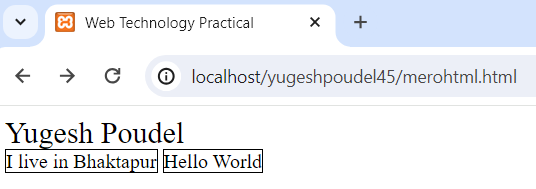 Web Technology Practical
localhost/yugeshpoudel45/merohtml.html
Yugesh Poudel
I live in Bhaktapur Hello World